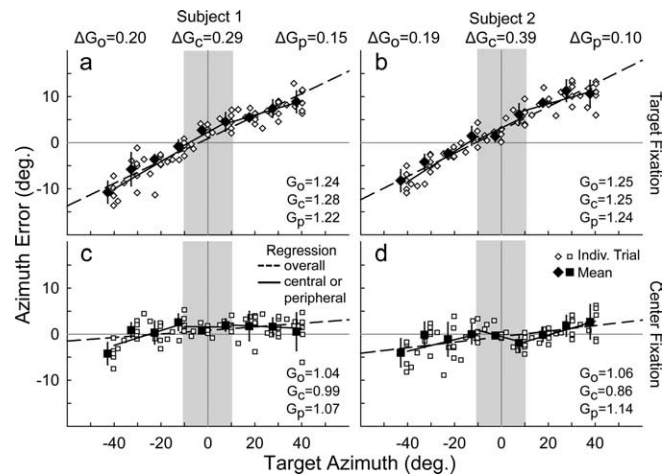 Subject 1
Subject 2
ΔGo=0.20 ΔGc=0.29 ΔGp=0.15
ΔGo=0.19 ΔGc=0.39 ΔGp=0.10
a
10
0
-10
Go=1.24
Gc=1.28
Gp=1.22
b
Go=1.25
Gc=1.25
Gp=1.24
Target Fixation
Azimuth Error (deg.)
c
Regression
overall
central or
peripheral
10
0
-10
Go=1.04
Gc=0.99
Gp=1.07
d
Indiv. Trial
Mean
Go=1.06
Gc=0.86
Gp=1.14
Center Fixation
-40 -20 0 20 40
-40 -20 0 20 40
Target Azimuth (deg.)